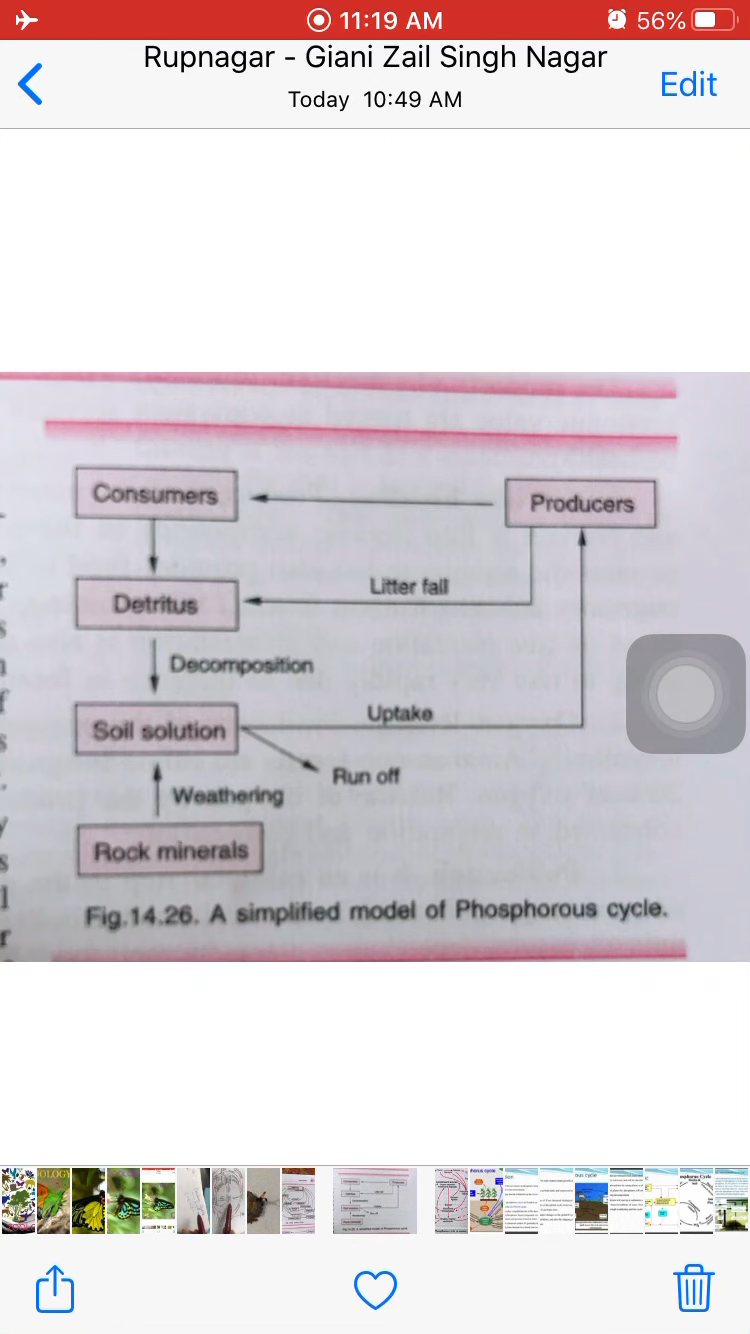 11:19 AM
56%
Rupnagar - Giani Zail Singh Nagar
Today 10:49 AM
Edit
Consumers
Producers
Litter fall
Detritus
Decomposition
Uptake
Soil solution
Run off
Weathering
Rock minerals
Fig.14.26. A simplified model of Phosphorous cycle.